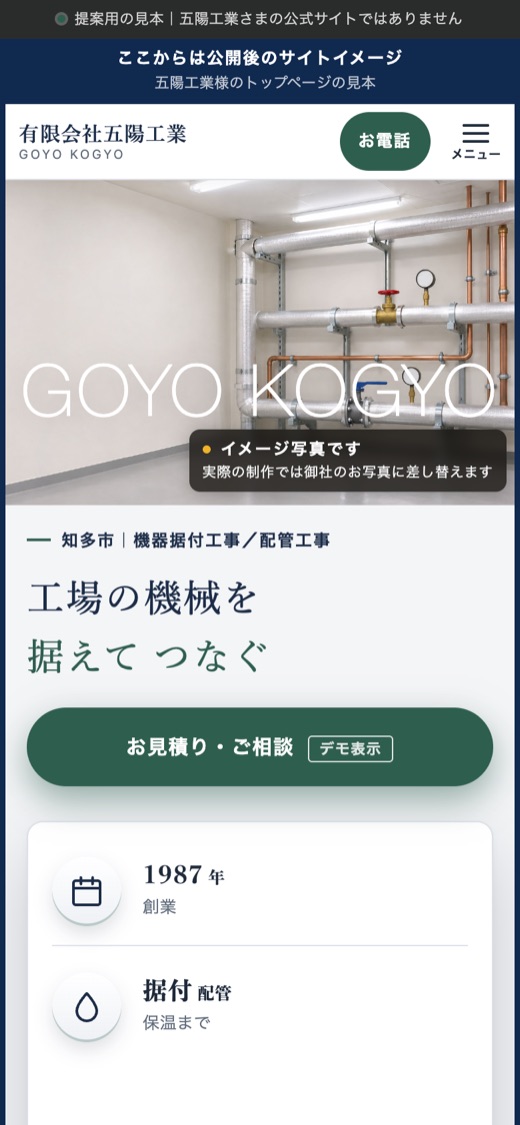 提案用の見本｜五陽工業さまの公式サイトではありません
ここからは公開後のサイトイメージ
五陽工業様のトップページの見本
有限会社五陽工業
GOYO KOGYO
お電話
メニュー
GOYO KOGYO
イメージ写真です
実際の制作では御社のお写真に差し替えます
知多市｜機器据付工事／配管工事
工場の機械を
据えて つなぐ
お見積り・ご相談 デモ表示
1987 年
創業
据付 配管
保温まで